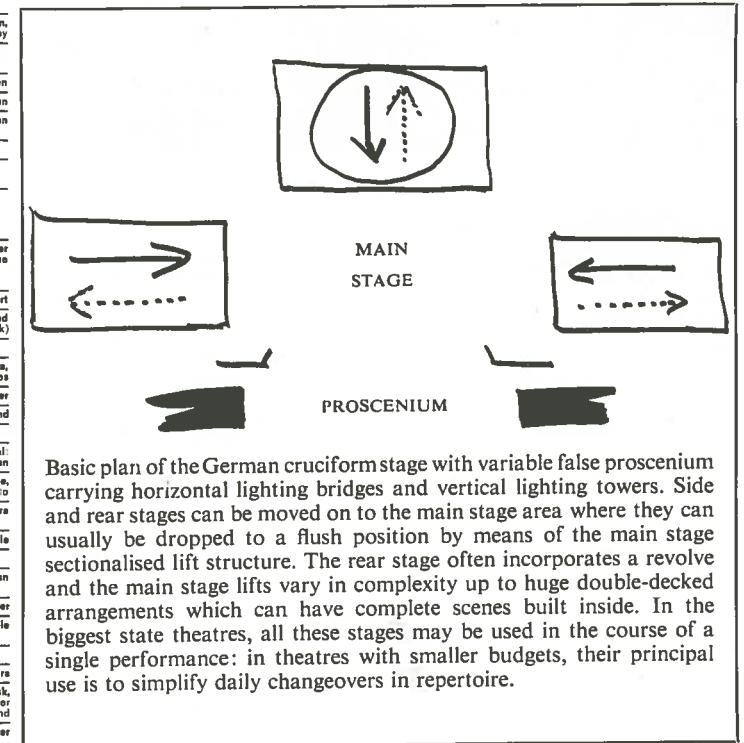 MAIN
STAGE
PROSCENIUM
Basic plan of the German cruciform stage with variable false proscenium
carrying horizontal lighting bridges and vertical lighting towers. Side
and rear stages can be moved on to the main stage area where they can
usually be dropped to a flush position by means of the main stage
sectionalised lift structure. The rear stage often incorporates a revolve
and the main stage lifts vary in complexity up to huge double-decked
arrangements which can have complete scenes built inside. In the
biggest state theatres, all these stages may be used in the course of a
single performance: in theatres with smaller budgets, their principal
use is to simplify daily changeovers in repertoire.